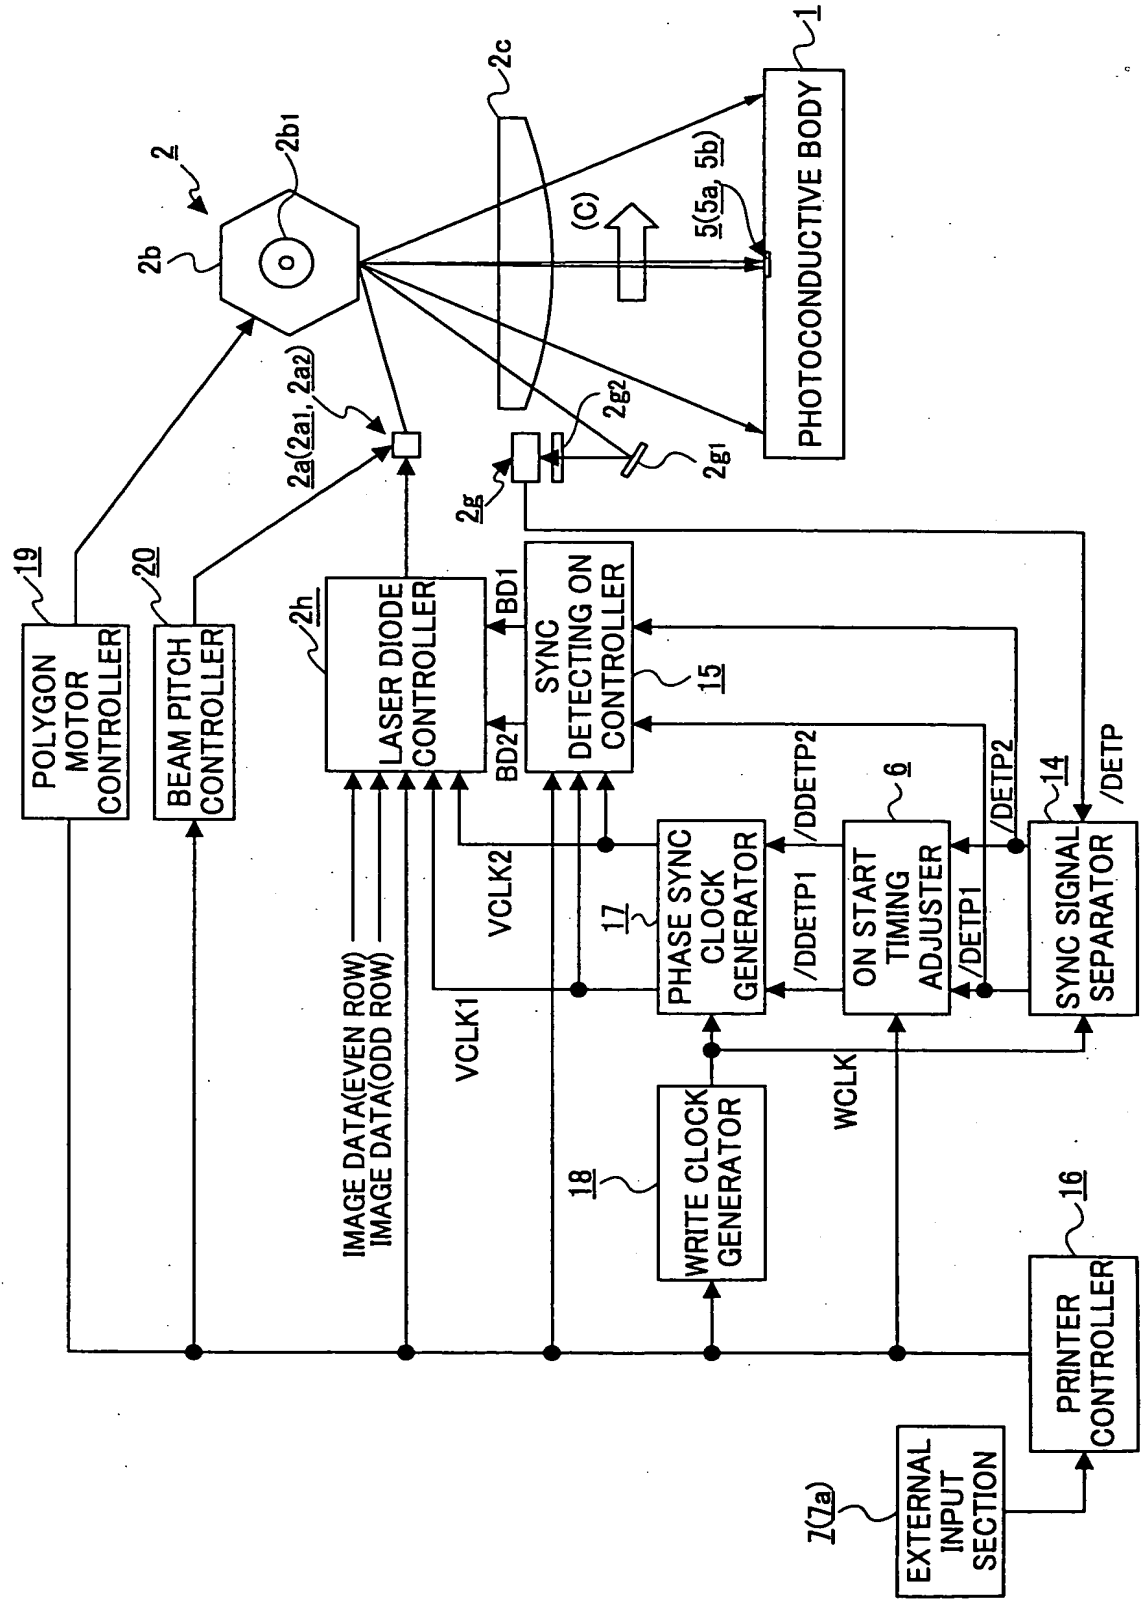 POLYGON
MOTOR
CONTROLLER
19
BEAM PITCH
CONTROLLER
20
2
2b
2b1
2a(2a1, 2a2)
2c
(C)
2g
2g2
2g1
5(5a, 5b)
1
PHOTOCONDUCTIVE BODY
IMAGE DATA(EVEN ROW)
IMAGE DATA(ODD ROW)
LASER DIODE
CONTROLLER
2h
VCLK1
VCLK2
BD2
BD1
SYNC
DETECTING ON
CONTROLLER
15
18
WRITE CLOCK
GENERATOR
17
PHASE SYNC
CLOCK
GENERATOR
/DDETP1
/DDETP2
WCLK
ON START
TIMING
ADJUSTER
6
/DETP1
/DETP2
SYNC SIGNAL
SEPARATOR
14
/DETP
7(7a)
EXTERNAL
INPUT
SECTION
PRINTER
CONTROLLER
16